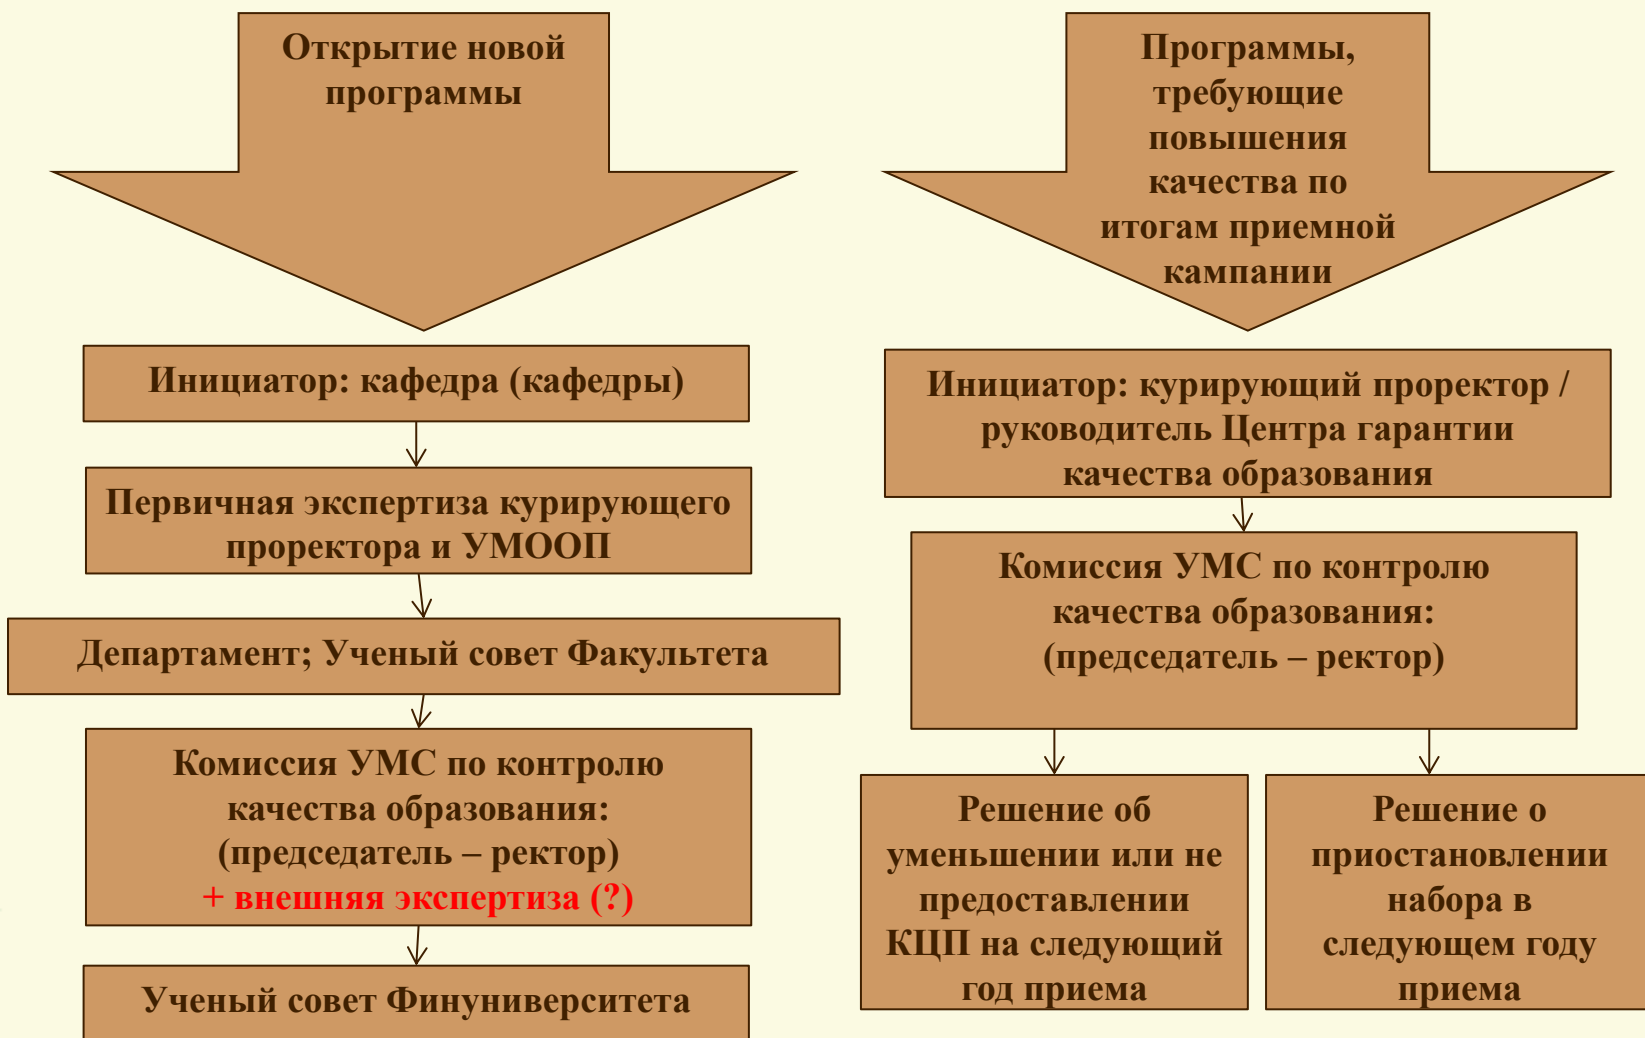 Открытие новой
программы
Инициатор: кафедра (кафедры)
Первичная экспертиза курирующего
проректора и УМООП
Департамент; Ученый совет Факультета
Комиссия УМС по контролю
качества образования:
(председатель – ректор)
+ внешняя экспертиза (?)
Ученый совет Финуниверситета
Программы,
требующие
повышения
качества по
итогам приемной
кампании
Инициатор: курирующий проректор /
руководитель Центра гарантии
качества образования
Комиссия УМС по контролю
качества образования:
(председатель – ректор)
Решение об
уменьшении или не
предоставлении
КЦП на следующий
год приема
Решение о
приостановлении
набора в
следующем году
приема